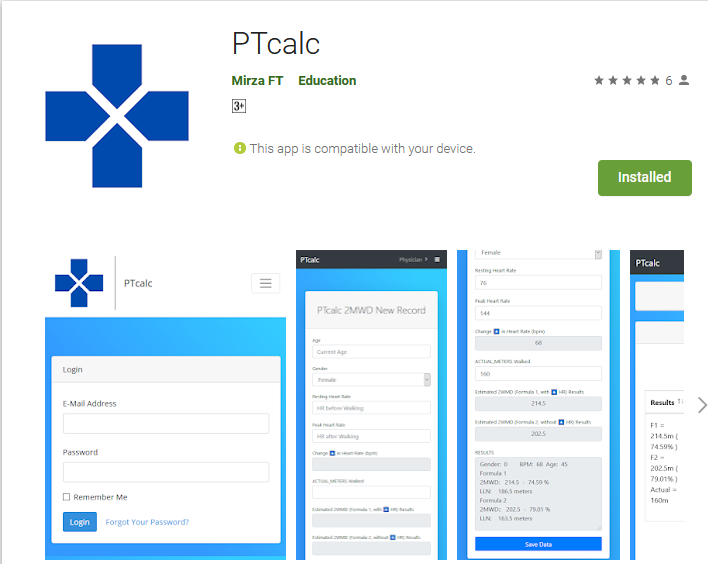 PTcalc
Mirza FT Education
6
3+
This app is compatible with your device.
Installed
PTcalc
Login
E-Mail Address
Password
Remember Me
Login Forgot Your Password?
PTcalc Physician
PTcalc 2MWD New Record
Age
Current Age
Gender
Female
Resting Heart Rate
HR before Walking
Peak Heart Rate
HR after Walking
Change in Heart Rate (bpm)
ACTUAL_METERS Walked
Estimated 2MWD (Formula 1, with HR) Results
Estimated 2MWD (Formula 2, without HR) Results
Female
Resting Heart Rate
76
Peak Heart Rate
144
Change in Heart Rate (bpm)
68
ACTUAL_METERS Walked
160
Estimated 2MWD (Formula 1, with HR) Results
214.5
Estimated 2MWD (Formula 2, without HR) Results
202.5
RESULTS
Gender: 0 BPM: 68 Age: 45
Formula 1
2MWD: 214.5 - 74.59 %
LLN: 186.5 meters
Formula 2
2MWD: 202.5 - 79.01 %
LLN: 163.5 meters
Save Data
PTcalc
Results
F1 =
214.5m (
74.59% )
F2 =
202.5m (
79.01% )
Actual =
160m